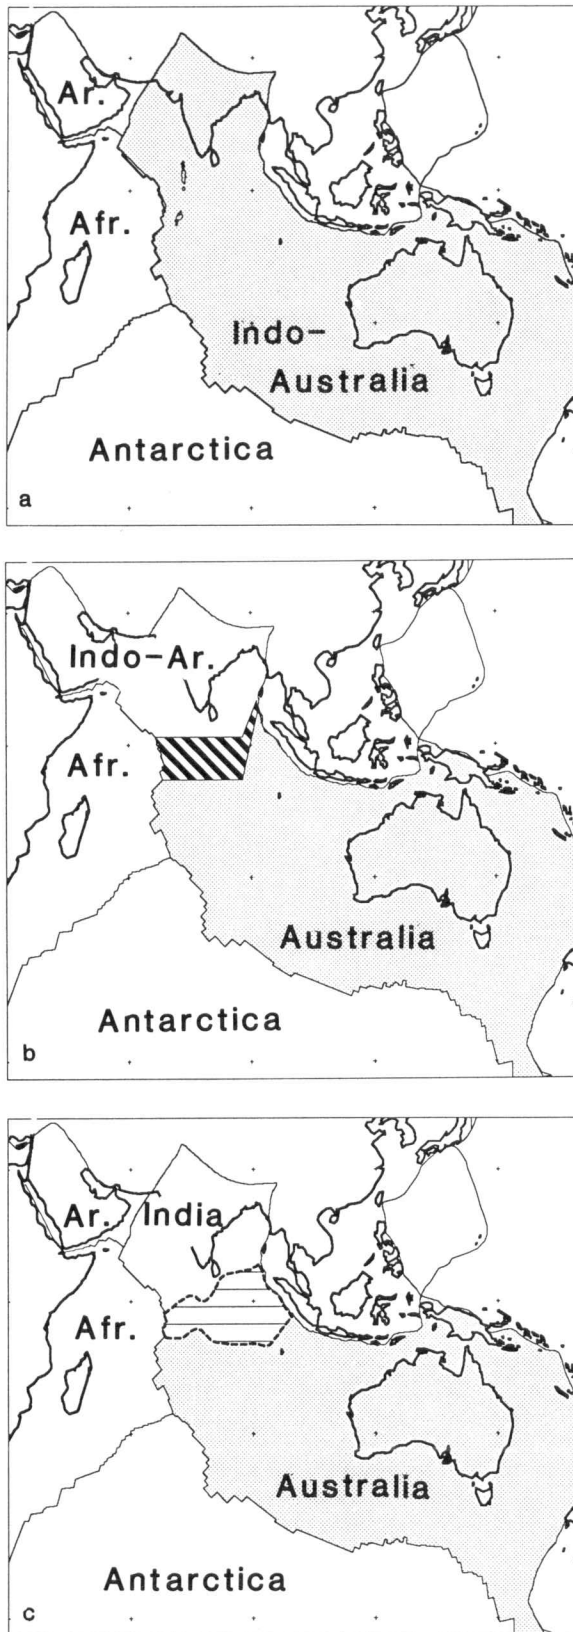 Ar.
Afr.
Indo-
Australia
Antarctica
a
Indo-Ar.
Afr.
Australia
Antarctica
b
Ar. India
Afr.
Australia
Antarctica
c